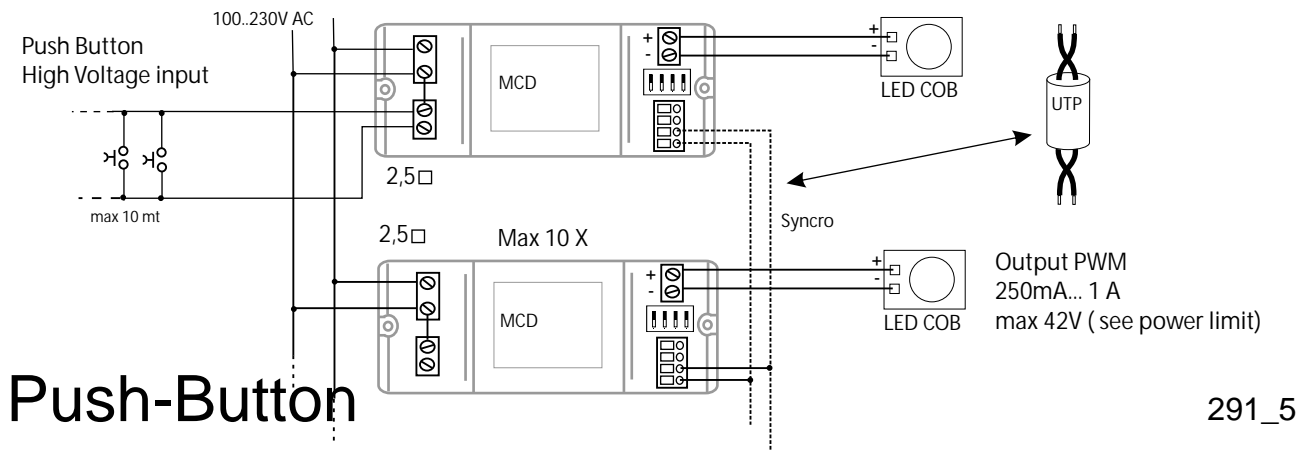 100..230V AC
Push Button
High Voltage input
MCD
+
-
+
-
LED COB
UTP
2,5□
max 10 mt
Syncro
2,5□
Max 10 X
MCD
+
-
+
-
LED COB
Output PWM
250mA... 1 A
max 42V ( see power limit)
Push-Button
291_5